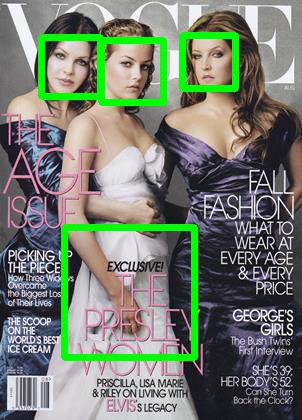 VOGUE
AUG
THE
AGE
ISSUE
PICKING UP
THE PIECES
How Three Widows
Overcame
the Biggest Loss
of Their Lives
THE SCOOP
ON THE
WORLD'S BEST
ICE CREAM
EXCLUSIVE!
THE
PRESLEY
WOMEN
PRISCILLA, LISA MARIE
& RILEY ON LIVING WITH
ELVIS'S LEGACY
FALL
FASHION
WHAT TO
WEAR AT
EVERY AGE
& EVERY
PRICE
GEORGE'S
GIRLS
The Bush Twins'
First Interview
SHE'S 39;
HER BODY'S 52.
Can She Turn
Back the Clock?
08>